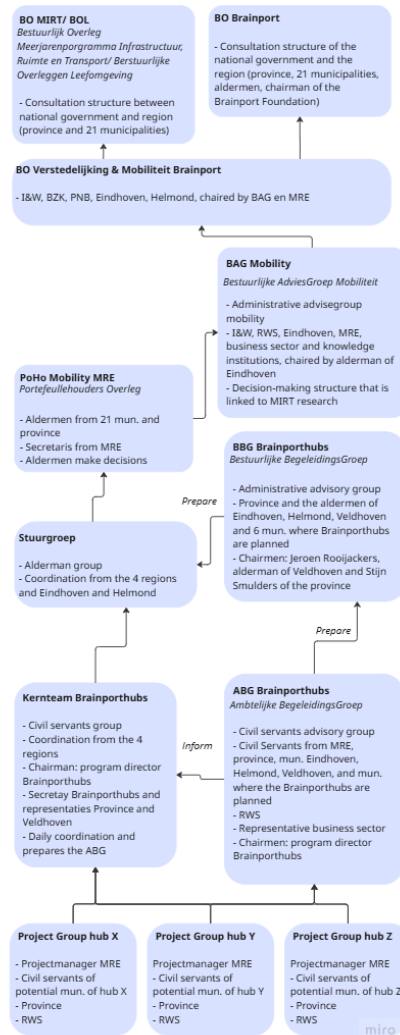 BO MIRT/ BOL
Bestuurlijk Overleg
Meerjarenporgramma Infrastructuur,
Ruimte en Transport/ Berstuurlijke
Overleggen Leefomgeving
- Consultation structure between
national government and region
(province and 21 municipalities)
BO Brainport
- Consultation structure of the
national government and the
region (province, 21 municipalities,
aldermen, chairman of the
Brainport Foundation)
BO Verstedelijking & Mobiliteit Brainport
- I&W, BZK, PNB, Eindhoven, Helmond, chaired by BAG en MRE
BAG Mobility
Bestuurlijke AdviesGroep Mobiliteit
- Administrative advisegroup
mobility
- I&W, RWS, Eindhoven, MRE,
business sector and knowledge
institutions, chaired by alderman of
Eindhoven
- Decision-making structure that is
linked to MIRT research
PoHo Mobility MRE
Portefeullehouders Overleg
- Aldermen from 21 mun. and
province
- Secretaris from MRE
- Aldermen make decisions
BBG Brainporthubs
Bestuurlijke BegeleidingsGroep
- Administrative advisory group
- Province and the aldermen of
Eindhoven, Helmond, Veldhoven
and 6 mun. where Brainporthubs
are planned
- Chairmen: Jeroen Rooijackers,
alderman of Veldhoven and Stijn
Smulders of the province
Prepare
Stuurgroep
- Alderman group
- Coordination from the 4 regions
and Eindhoven and Helmond
Prepare
Kernteam Brainporthubs
- Civil servants group
- Coordination from the 4
regions
- Chairman: program director
Brainporthubs
- Secretay Brainporthubs and
representaties Province and
Veldhoven
- Daily coordination and
prepares the ABG
Inform
ABG Brainporthubs
Ambtelijke BegeleidingsGroep
- Civil servants advisory group
- Civil Servants from MRE,
province, mun. Eindhoven,
Helmond, Veldhoven, and mun.
where the Brainporthubs are
planned
- RWS
- Representative business sector
- Chairmen: program director
Brainporthubs
Project Group hub X
- Projectmanager MRE
- Civil servants of
potential mun. of hub X
- Province
- RWS
Project Group hub Y
Projectmanager MRE
- Civil servants of
potential mun. of hub Y
- Province
- RWS
Project Group hub Z
Projectmanager MRE
- Civil servants of
potential mun. of hub Z
- Province
- RWS
miro